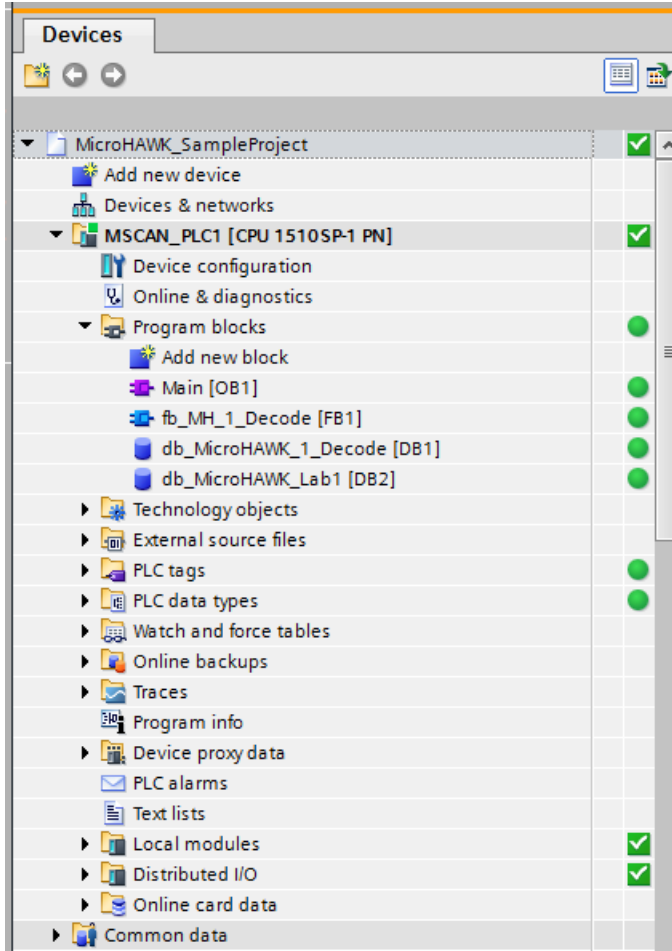 Devices
MicroHAWK_SampleProject
Add new device
Devices & networks
MSCAN_PLC1 [CPU 1510SP-1 PN]
Device configuration
Online & diagnostics
Program blocks
Add new block
Main [OB1]
fb_MH_1_Decode [FB1]
db_MicroHAWK_1_Decode [DB1]
db_MicroHAWK_Lab1 [DB2]
Technology objects
External source files
PLC tags
PLC data types
Watch and force tables
Online backups
Traces
Program info
Device proxy data
PLC alarms
Text lists
Local modules
Distributed I/O
Online card data
Common data